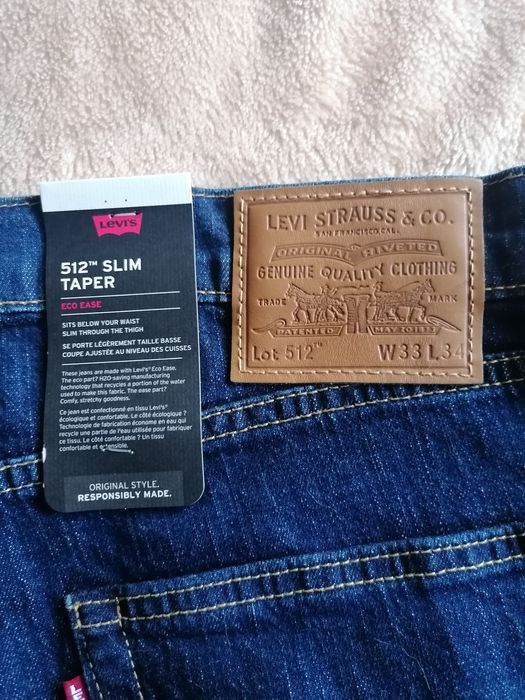 Levi's
512™ SLIM
TAPER
ECO EASE
SITS BELOW YOUR WAIST
SLIM THROUGH THE THIGH
SE PORTE LÉGÈREMENT TAILLE BASSE
COUPE AJUSTÉE AU NIVEAU DES CUISSES
These jeans are made with Levi's® Eco Ease.
The eco part? H2O-saving manufacturing
technology that recycles a portion of the water
used to make this fabric. The ease part?
Comfy, stretchy goodness.
Ce jean est confectionné en tissu Levi's®
écologique et confortable. Le côté écologique ?
Technologie de fabrication économe en eau qui
recycle une partie de l'eau utilisée pour fabriquer
ce tissu. Le côté confortable ? Un tissu
confortable et extensible.
ORIGINAL STYLE.
RESPONSIBLY MADE.
LEVI STRAUSS & CO.
SAN FRANCISCO, CAL.
ORIGINAL RIVETED
GENUINE QUALITY CLOTHING
TRADE MARK
PATENTED MAY 20 1873
Lot 512™ W33 L34